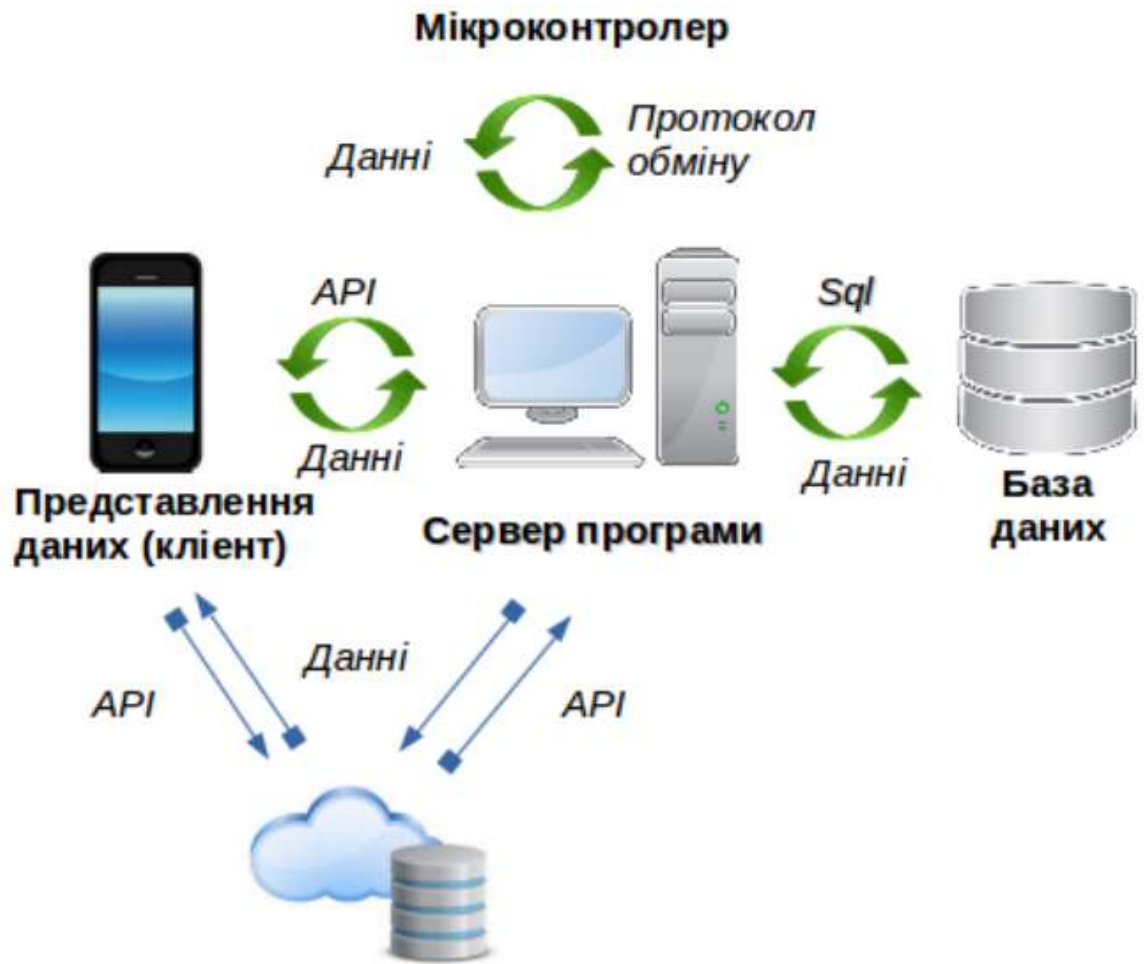 Мікроконтролер
Данні
Протокол
обміну
API
Sql
Данні
Данні
Представлення
даних (клієнт)
Сервер програми
База
даних
Данні
API
API